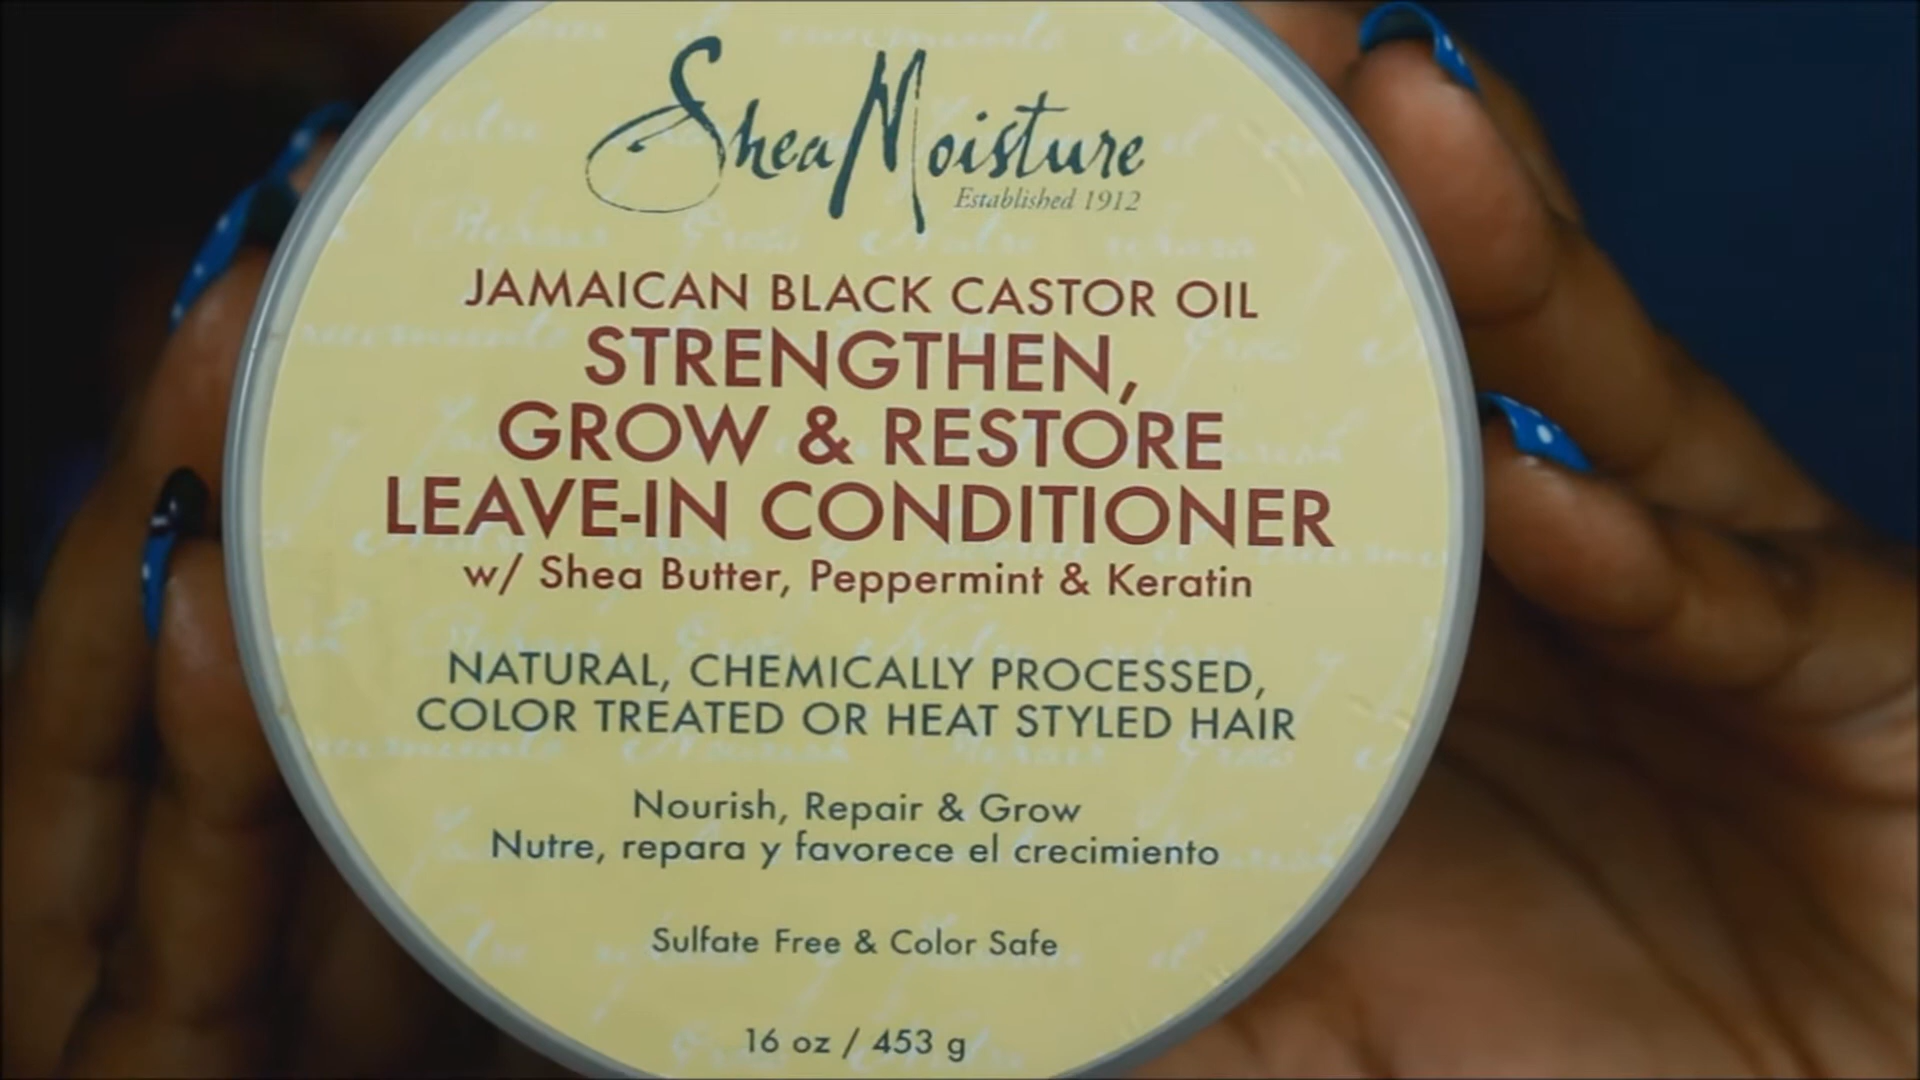 SheaMoisture
Established 1912
JAMAICAN BLACK CASTOR OIL
STRENGTHEN,
GROW & RESTORE
LEAVE-IN CONDITIONER
w/ Shea Butter, Peppermint & Keratin
NATURAL, CHEMICALLY PROCESSED,
COLOR TREATED OR HEAT STYLED HAIR
Nourish, Repair & Grow
Nutre, repara y favorece el crecimiento
Sulfate Free & Color Safe
16 oz / 453 g